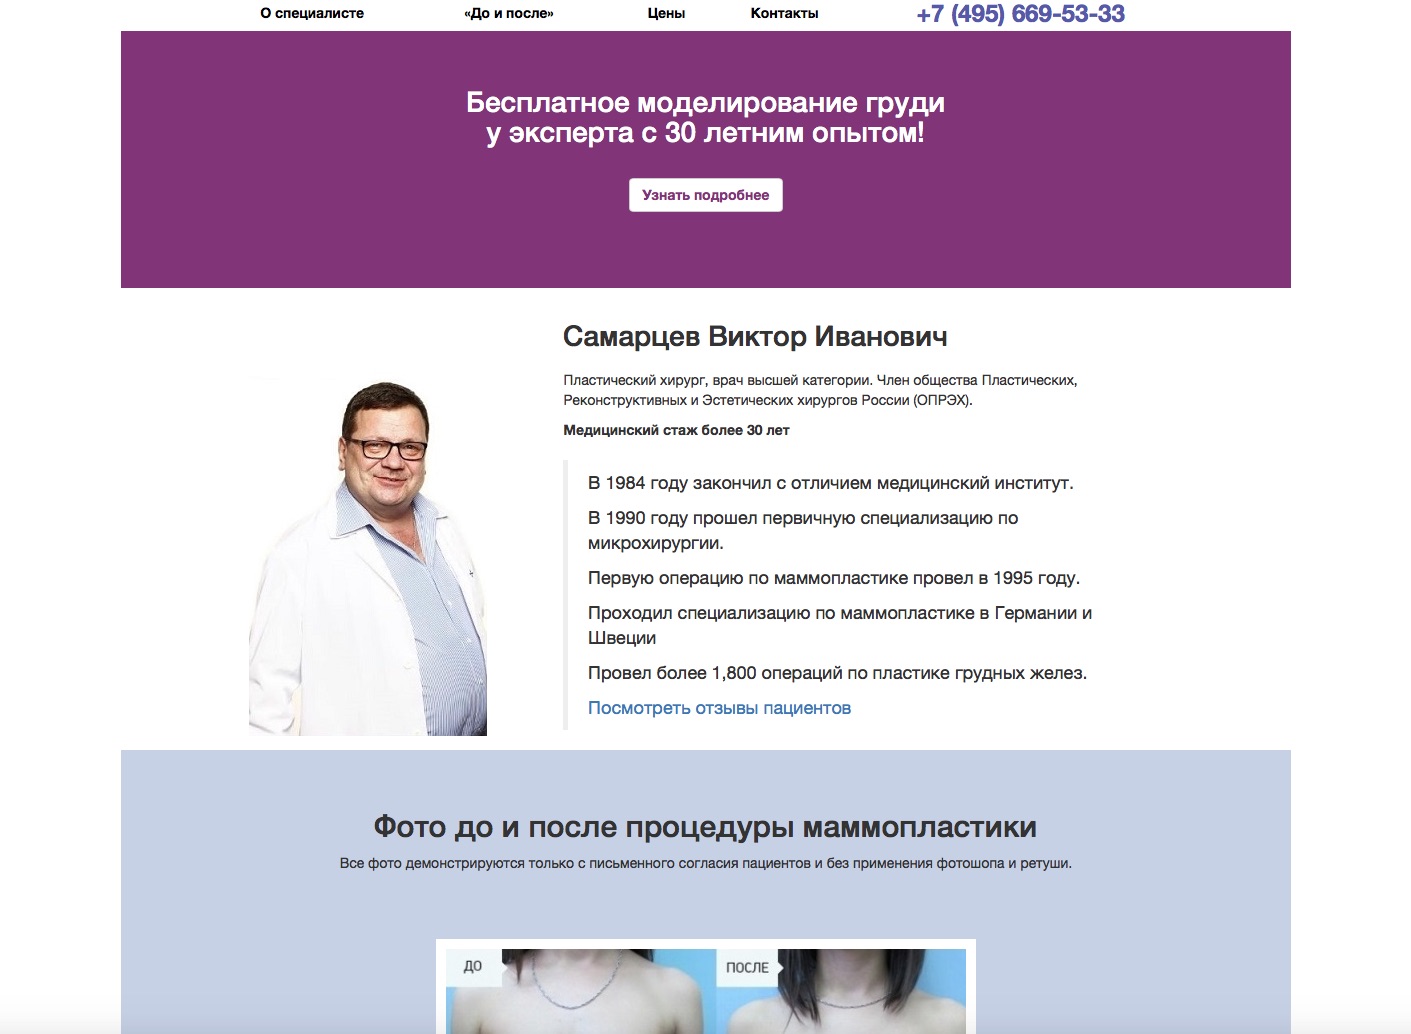 О специалисте
«До и после»
Цены
Контакты
+7 (495) 669-53-33
Бесплатное моделирование груди
у эксперта с 30 летним опытом!
Узнать подробнее
Самарцев Виктор Иванович
Пластический хирург, врач высшей категории. Член общества Пластических,
Реконструктивных и Эстетических хирургов России (ОПРЭХ).
Медицинский стаж более 30 лет
В 1984 году закончил с отличием медицинский институт.
В 1990 году прошел первичную специализацию по
микрохирургии.
Первую операцию по маммопластике провел в 1995 году.
Проходил специализацию по маммопластике в Германии и
Швеции
Провел более 1,800 операций по пластике грудных желез.
Посмотреть отзывы пациентов
Фото до и после процедуры маммопластики
Все фото демонстрируются только с письменного согласия пациентов и без применения фотошопа и ретуши.
ДО
ПОСЛЕ